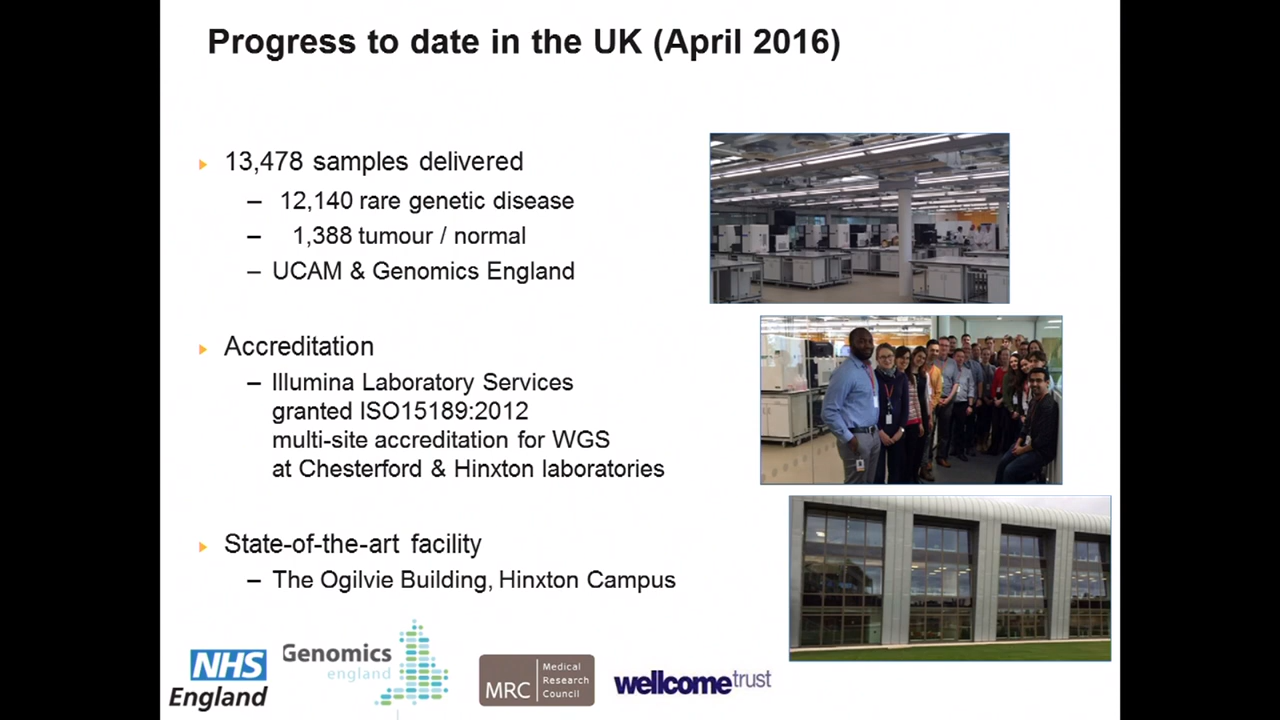 Progress to date in the UK (April 2016)
13,478 samples delivered
– 12,140 rare genetic disease
– 1,388 tumour / normal
– UCAM & Genomics England
Accreditation
– Illumina Laboratory Services
granted ISO15189:2012
multi-site accreditation for WGS
at Chesterford & Hinxton laboratories
State-of-the-art facility
– The Ogilvie Building, Hinxton Campus
NHS
England
Genomics
england
MRC
Medical
Research
Council
wellcometrust